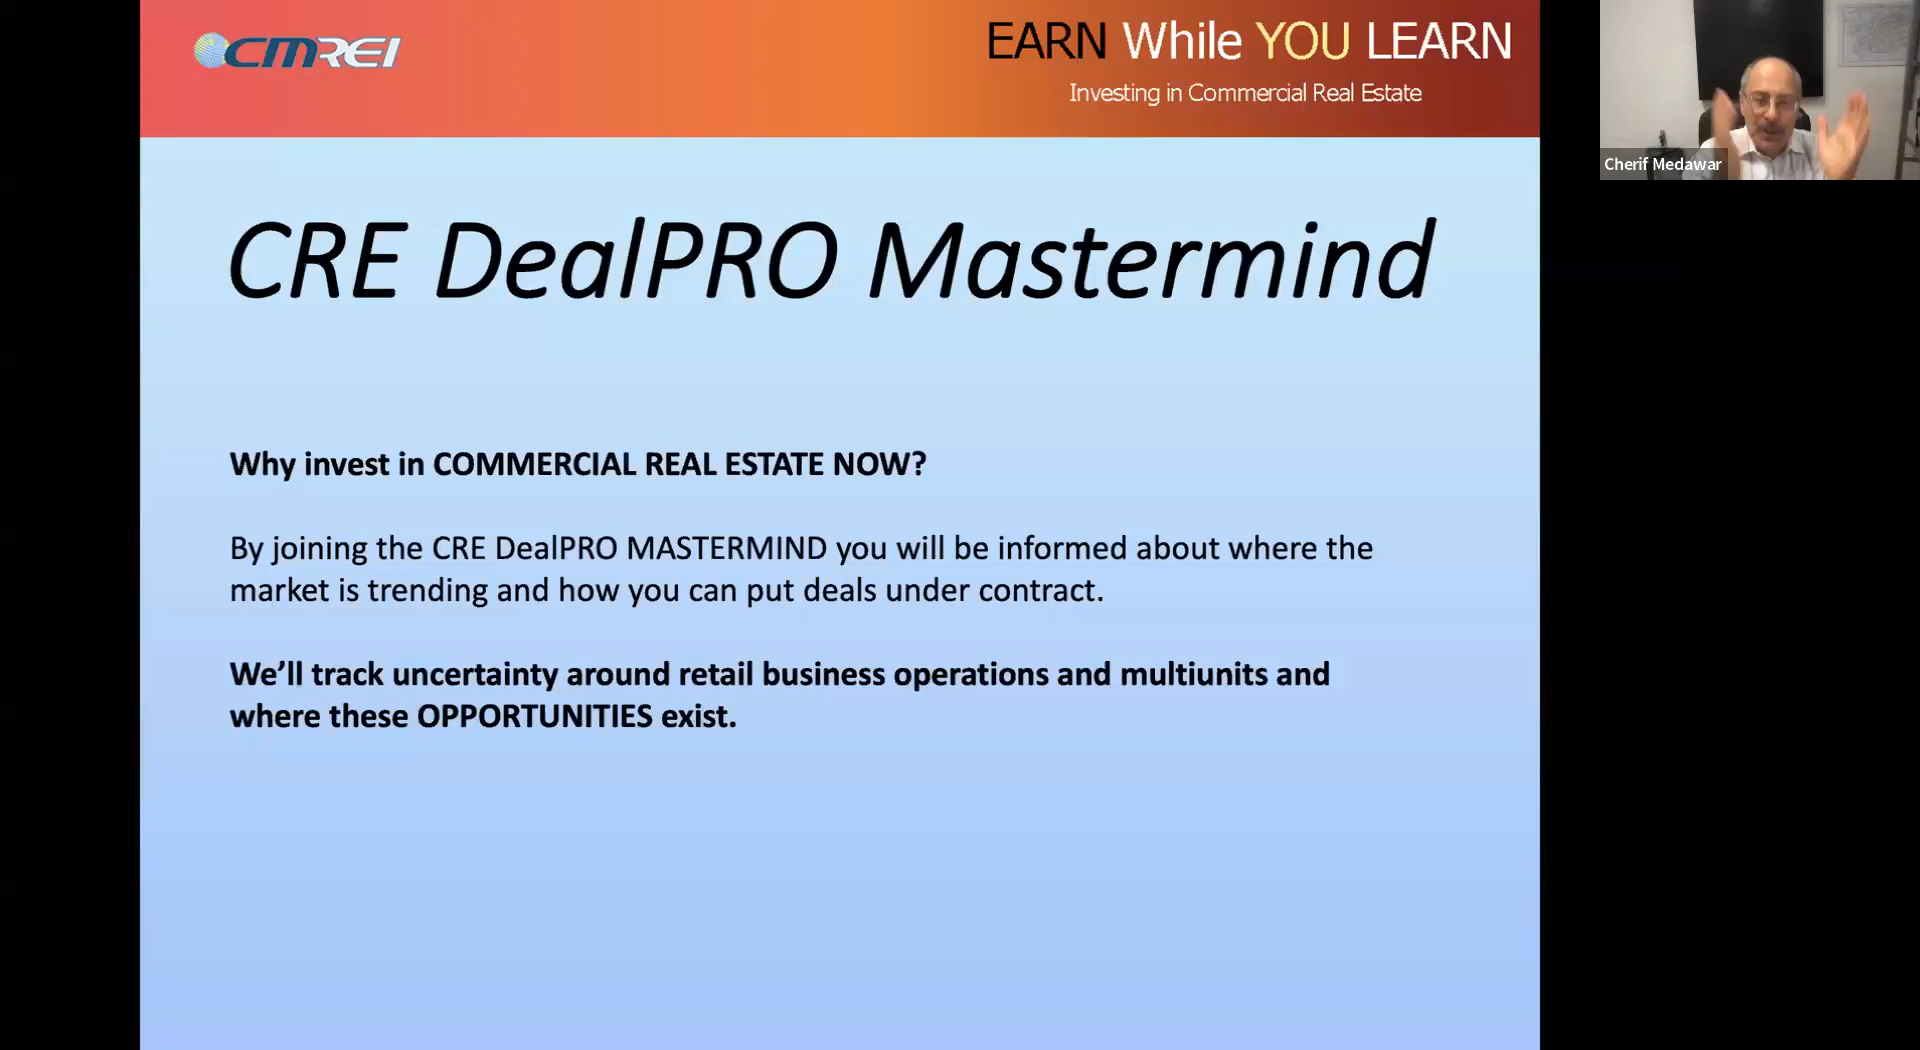 CMREI
EARN While YOU LEARN
Investing in Commercial Real Estate
Cherif Medawar
CRE DealPRO Mastermind
Why invest in COMMERCIAL REAL ESTATE NOW?
By joining the CRE DealPRO MASTERMIND you will be informed about where the
market is trending and how you can put deals under contract.
We’ll track uncertainty around retail business operations and multiunits and
where these OPPORTUNITIES exist.